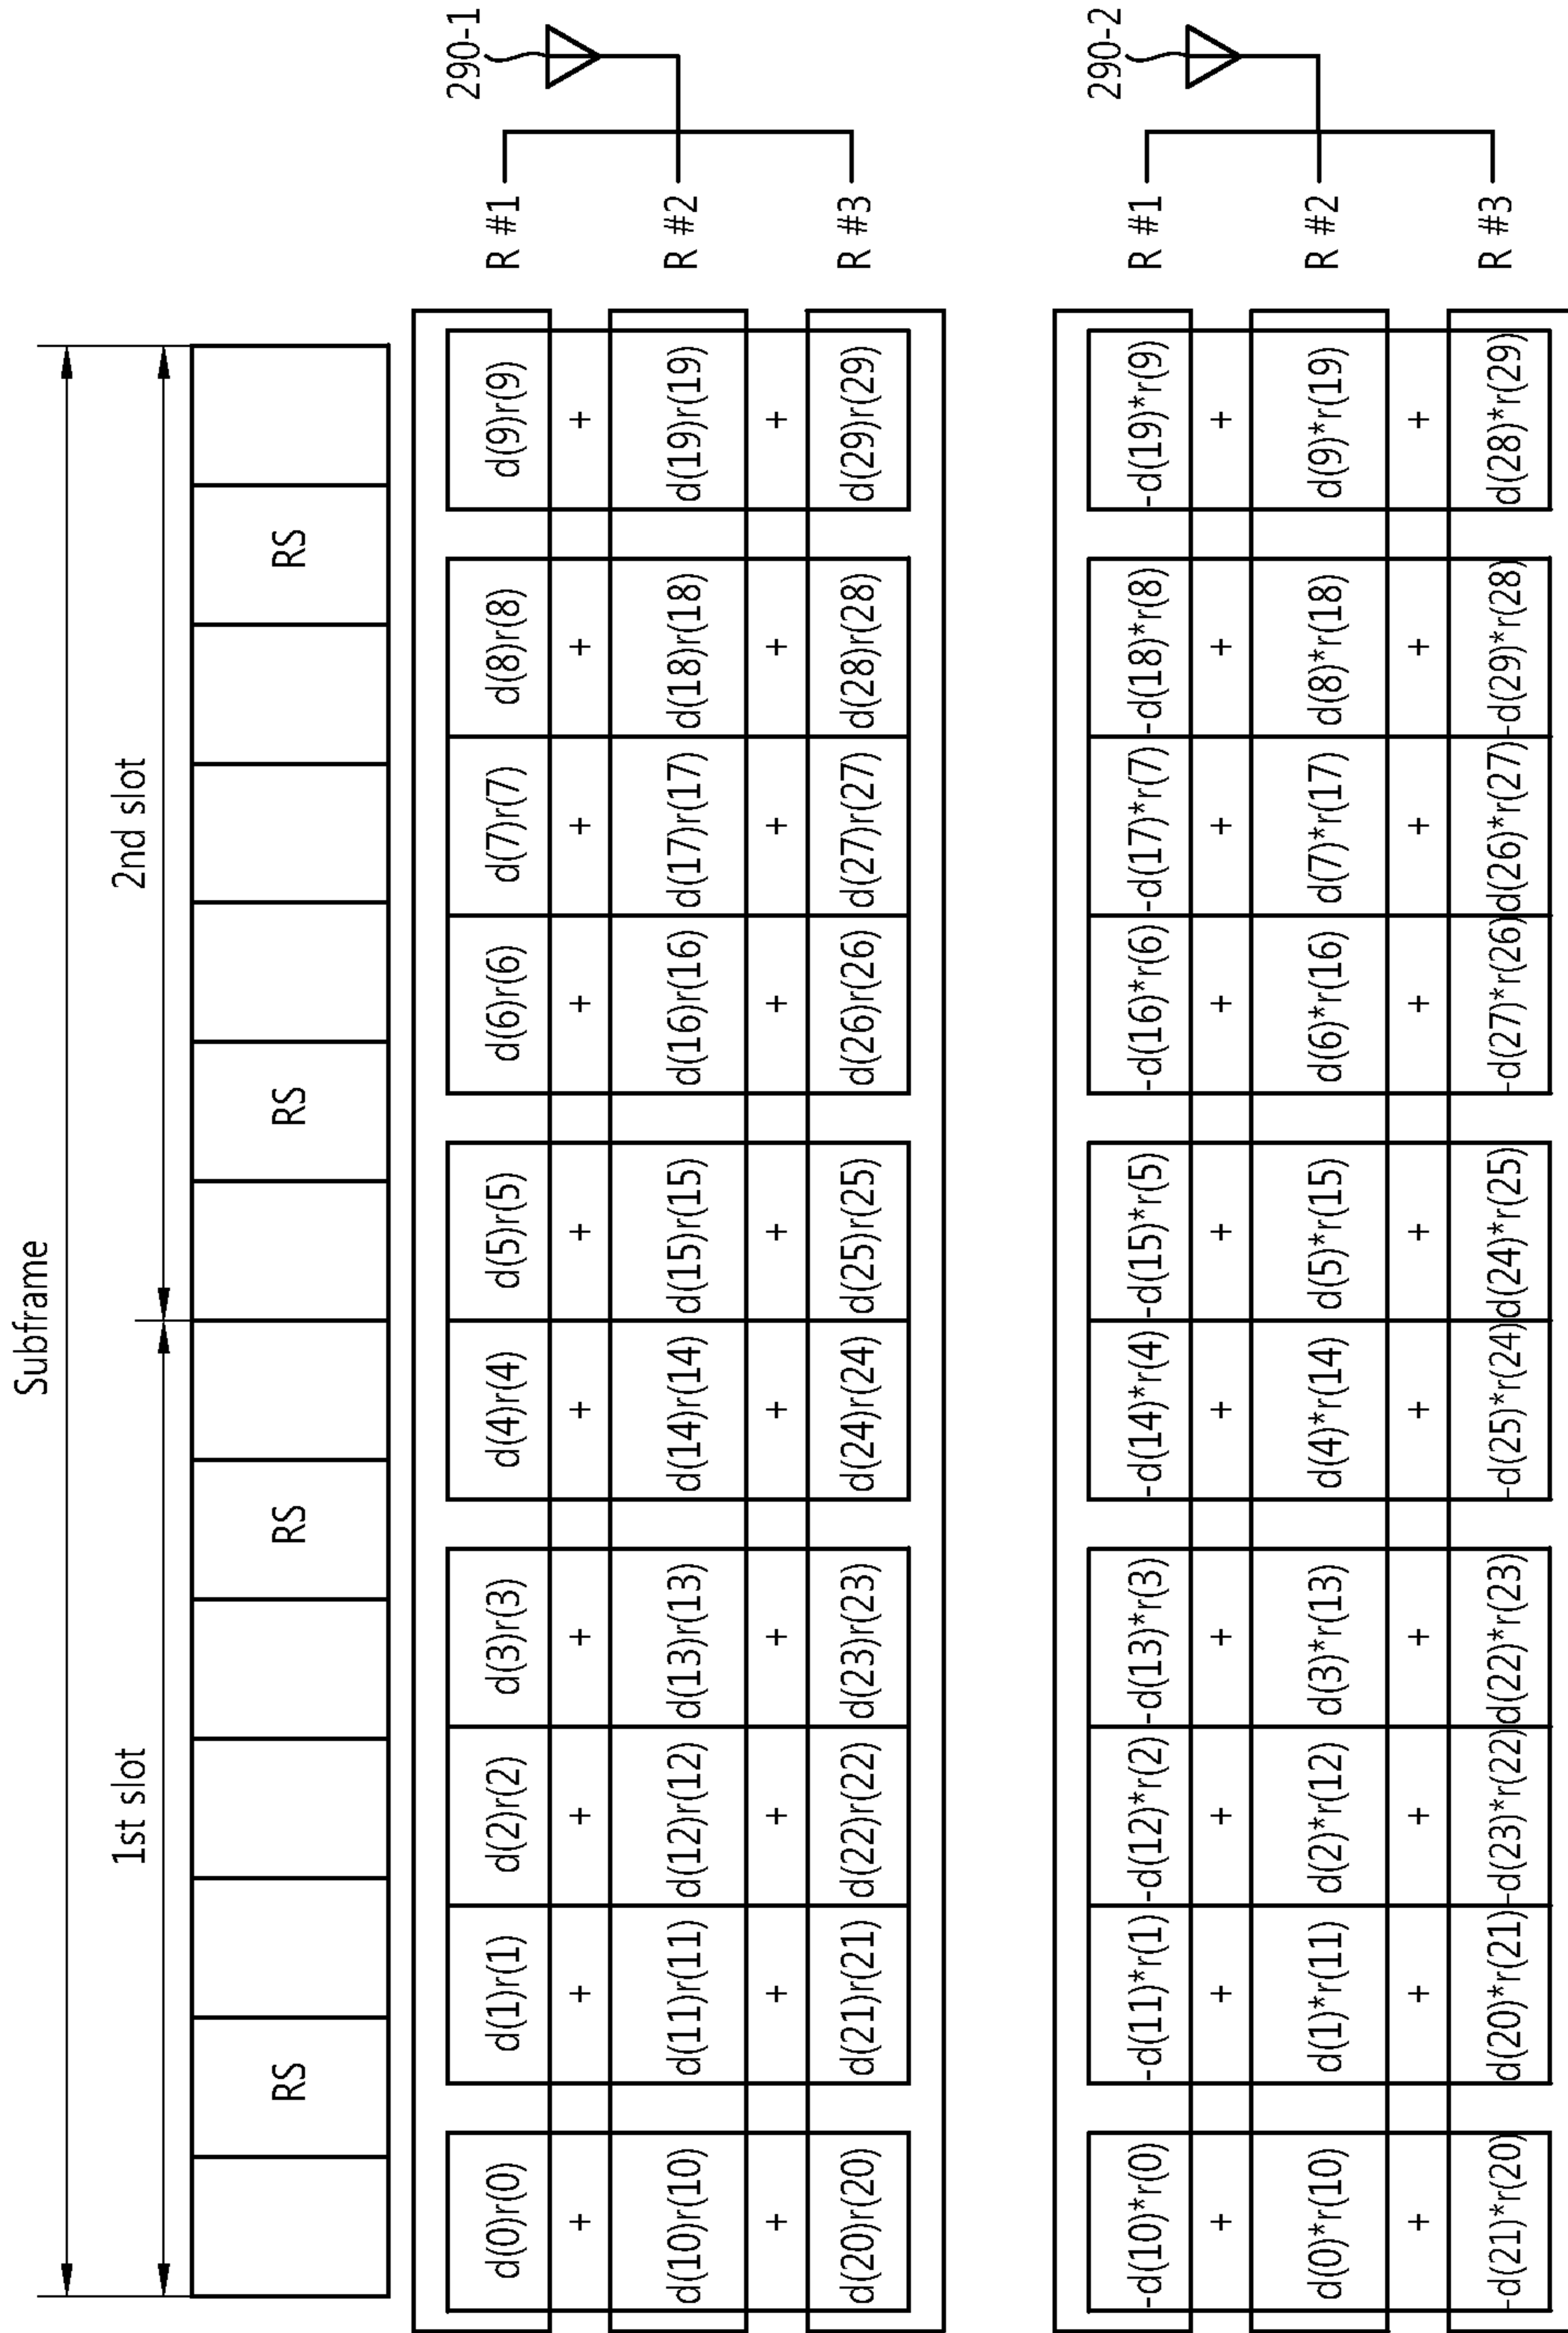 Subframe
1st slot 2nd slot
RS RS RS RS
290-1
d(0)r(0) d(1)r(1) d(2)r(2) d(3)r(3) d(4)r(4) d(5)r(5) d(6)r(6) d(7)r(7) d(8)r(8) d(9)r(9) R #1
+ + + + + + + + + +
d(10)r(10) d(11)r(11) d(12)r(12) d(13)r(13) d(14)r(14) d(15)r(15) d(16)r(16) d(17)r(17) d(18)r(18) d(19)r(19) R #2
+ + + + + + + + + +
d(20)r(20) d(21)r(21) d(22)r(22) d(23)r(23) d(24)r(24) d(25)r(25) d(26)r(26) d(27)r(27) d(28)r(28) d(29)r(29) R #3
290-2
-d(10)*r(0) -d(11)*r(1) -d(12)*r(2) -d(13)*r(3) -d(14)*r(4) -d(15)*r(5) -d(16)*r(6) -d(17)*r(7) -d(18)*r(8) -d(19)*r(9) R #1
+ + + + + + + + + +
d(0)*r(10) d(1)*r(11) d(2)*r(12) d(3)*r(13) d(4)*r(14) d(5)*r(15) d(6)*r(16) d(7)*r(17) d(8)*r(18) d(9)*r(19) R #2
+ + + + + + + + + +
-d(21)*r(20) d(20)*r(21) -d(23)*r(22) d(22)*r(23) -d(25)*r(24) d(24)*r(25) -d(27)*r(26) d(26)*r(27) -d(29)*r(28) d(28)*r(29) R #3